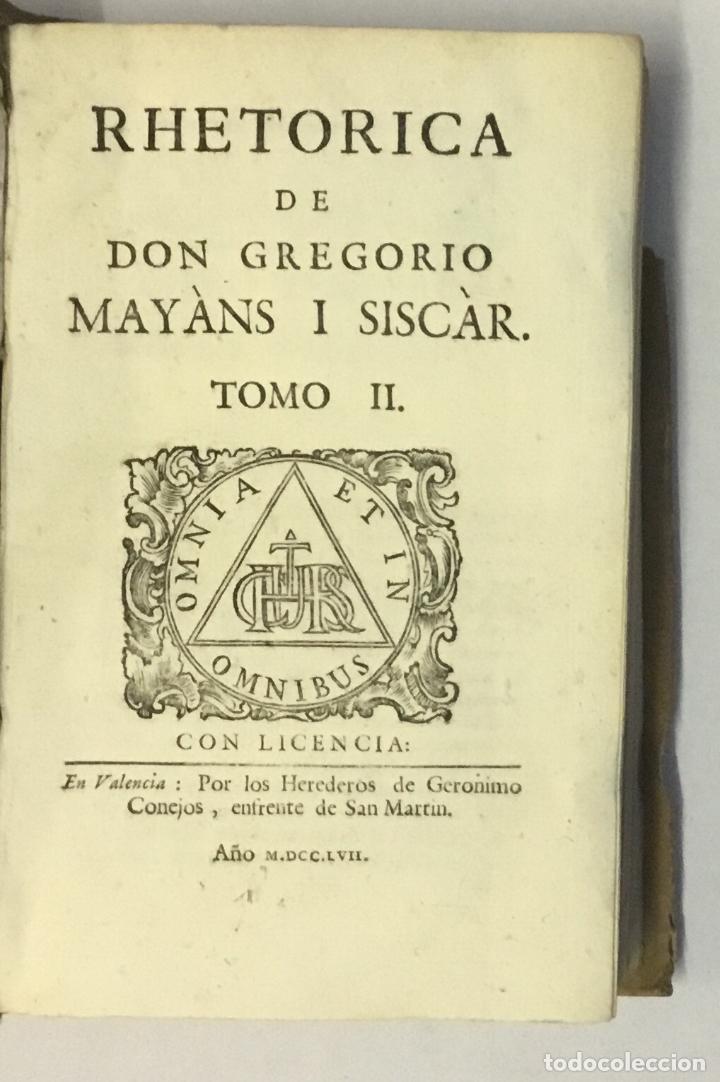 RHETORICA
DE
DON GREGORIO
MAYÀNS I SISCÀR.
TOMO II.
OMNIA ET IN
OMNIBUS
CON LICENCIA:
En Valencia : Por los Herederos de Geronimo
Conejos , enfrente de San Martin.
Año M.DCC.LVII.
todocoleccion